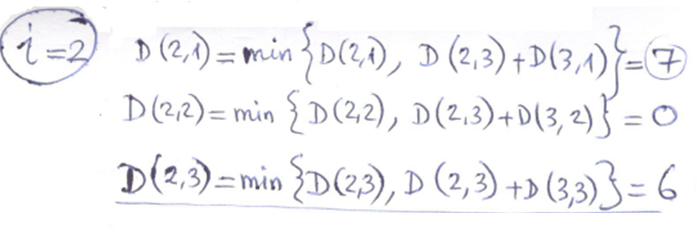 i=2 D(2,1)=min{D(2,1), D(2,3)+D(3,1)}=7
D(2,2)=min{D(2,2), D(2,3)+D(3,2)}=0
D(2,3)=min{D(2,3), D(2,3)+D(3,3)}=6